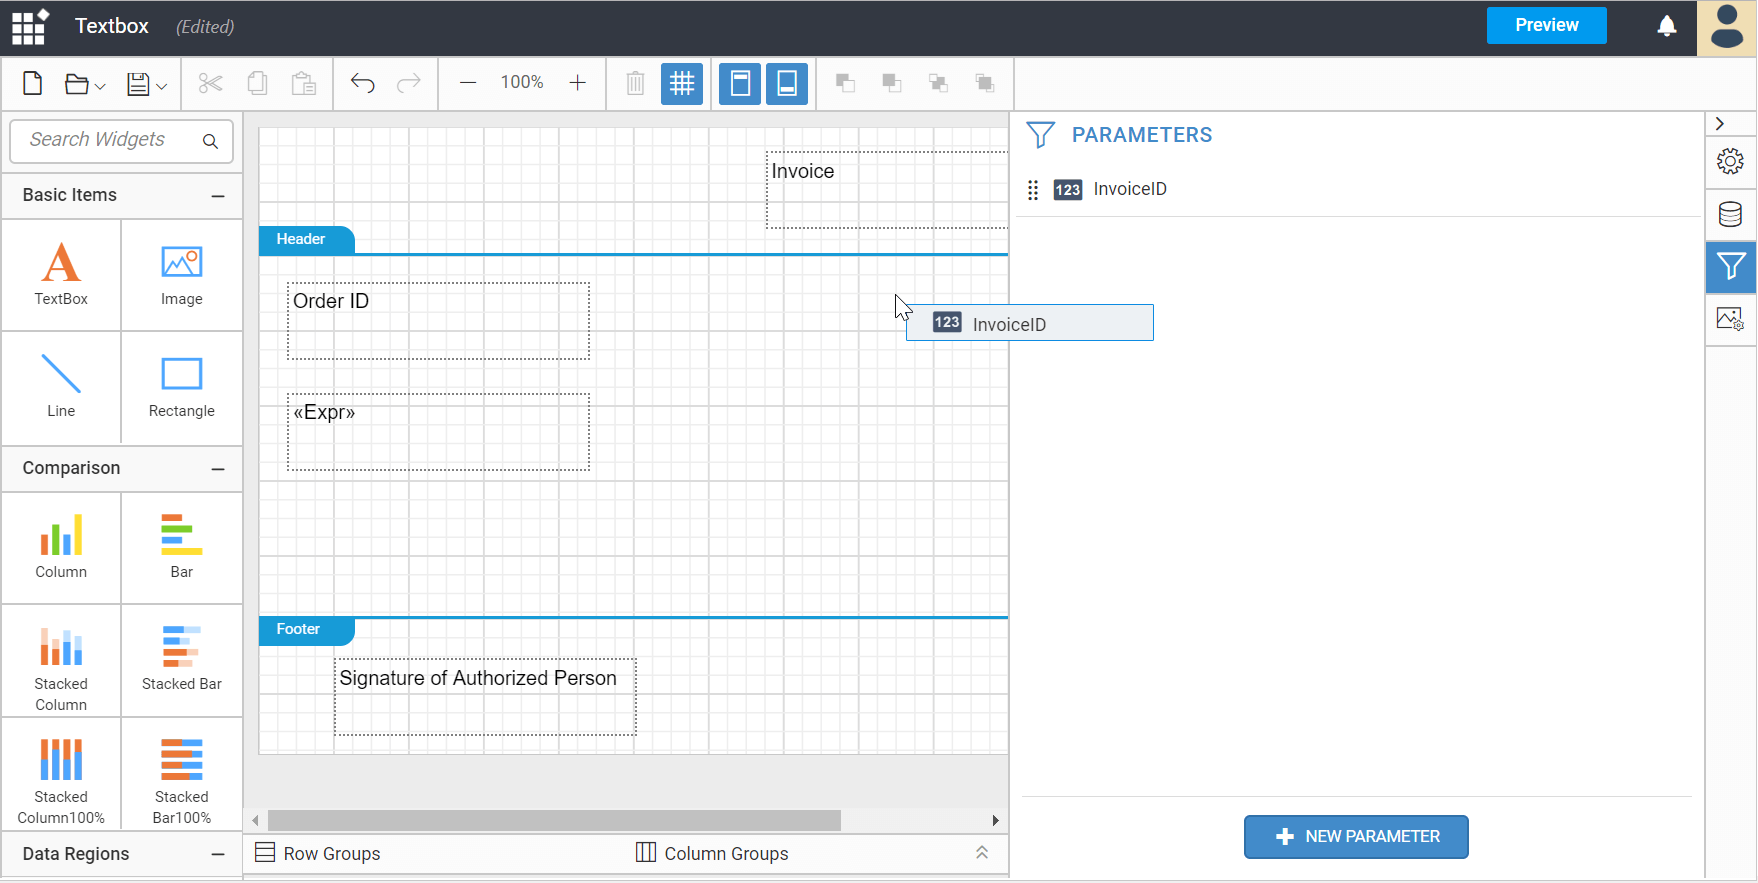 Textbox (Edited)
Preview
100%
Search Widgets
Basic Items
TextBox
Image
Line
Rectangle
Comparison
Column
Bar
Stacked
Column
Stacked Bar
Stacked
Column100%
Stacked
Bar100%
Data Regions
Invoice
Header
Order ID
«Expr»
Footer
Signature of Authorized Person
Row Groups
Column Groups
PARAMETERS
123 InvoiceID
123 InvoiceID
NEW PARAMETER